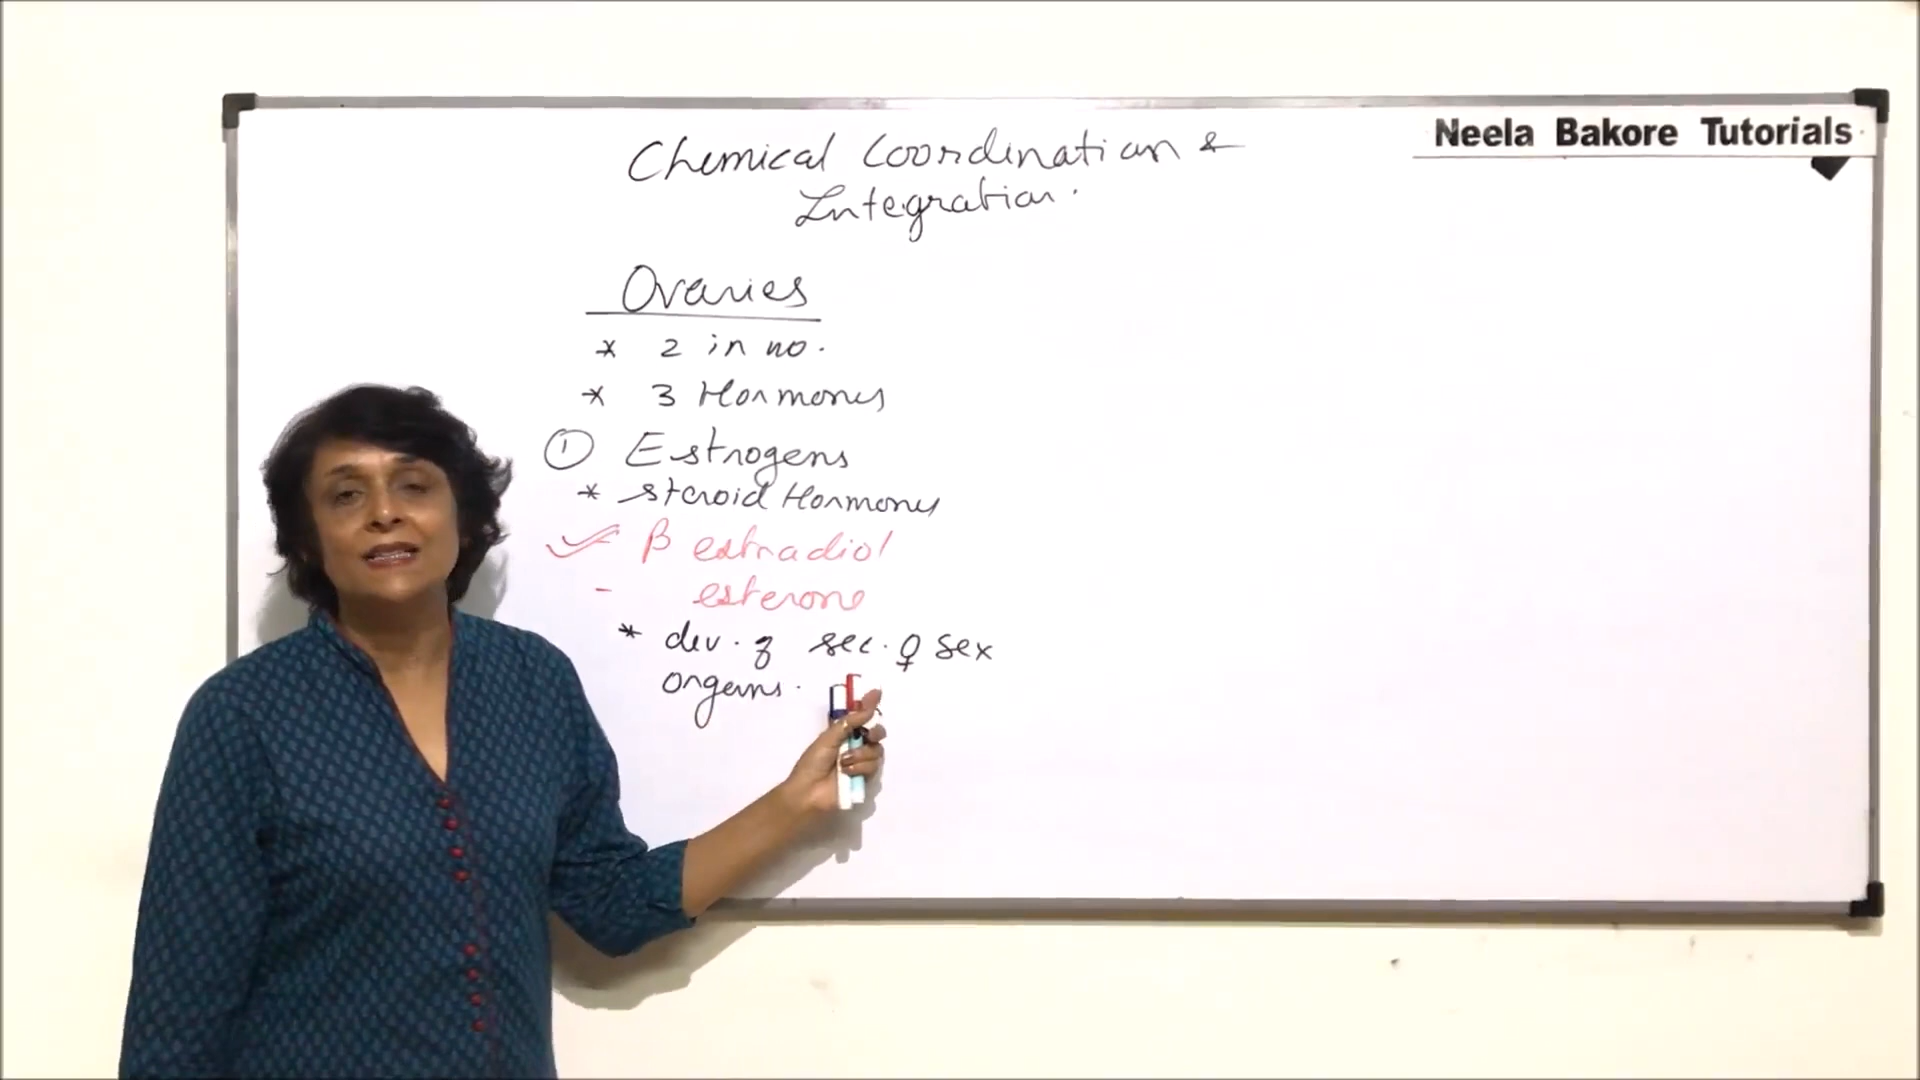 Neela Bakore Tutorials
Chemical Coordination &
Integration.
Ovaries
* 2 in no.
* 3 Hormones
① Estrogens
* steroid Hormones
β estradiol
- esterone
* dev. of sec. ♀ sex
organs.